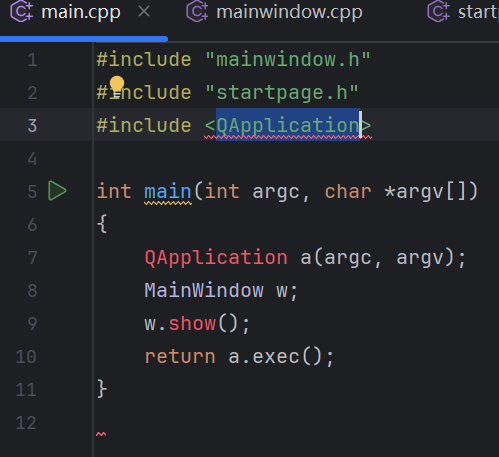 main.cpp mainwindow.cpp start
1 #include "mainwindow.h"
2 #include "startpage.h"
3 #include <QApplication>
4
5 int main(int argc, char *argv[])
6 {
7 QApplication a(argc, argv);
8 MainWindow w;
9 w.show();
10 return a.exec();
11 }
12